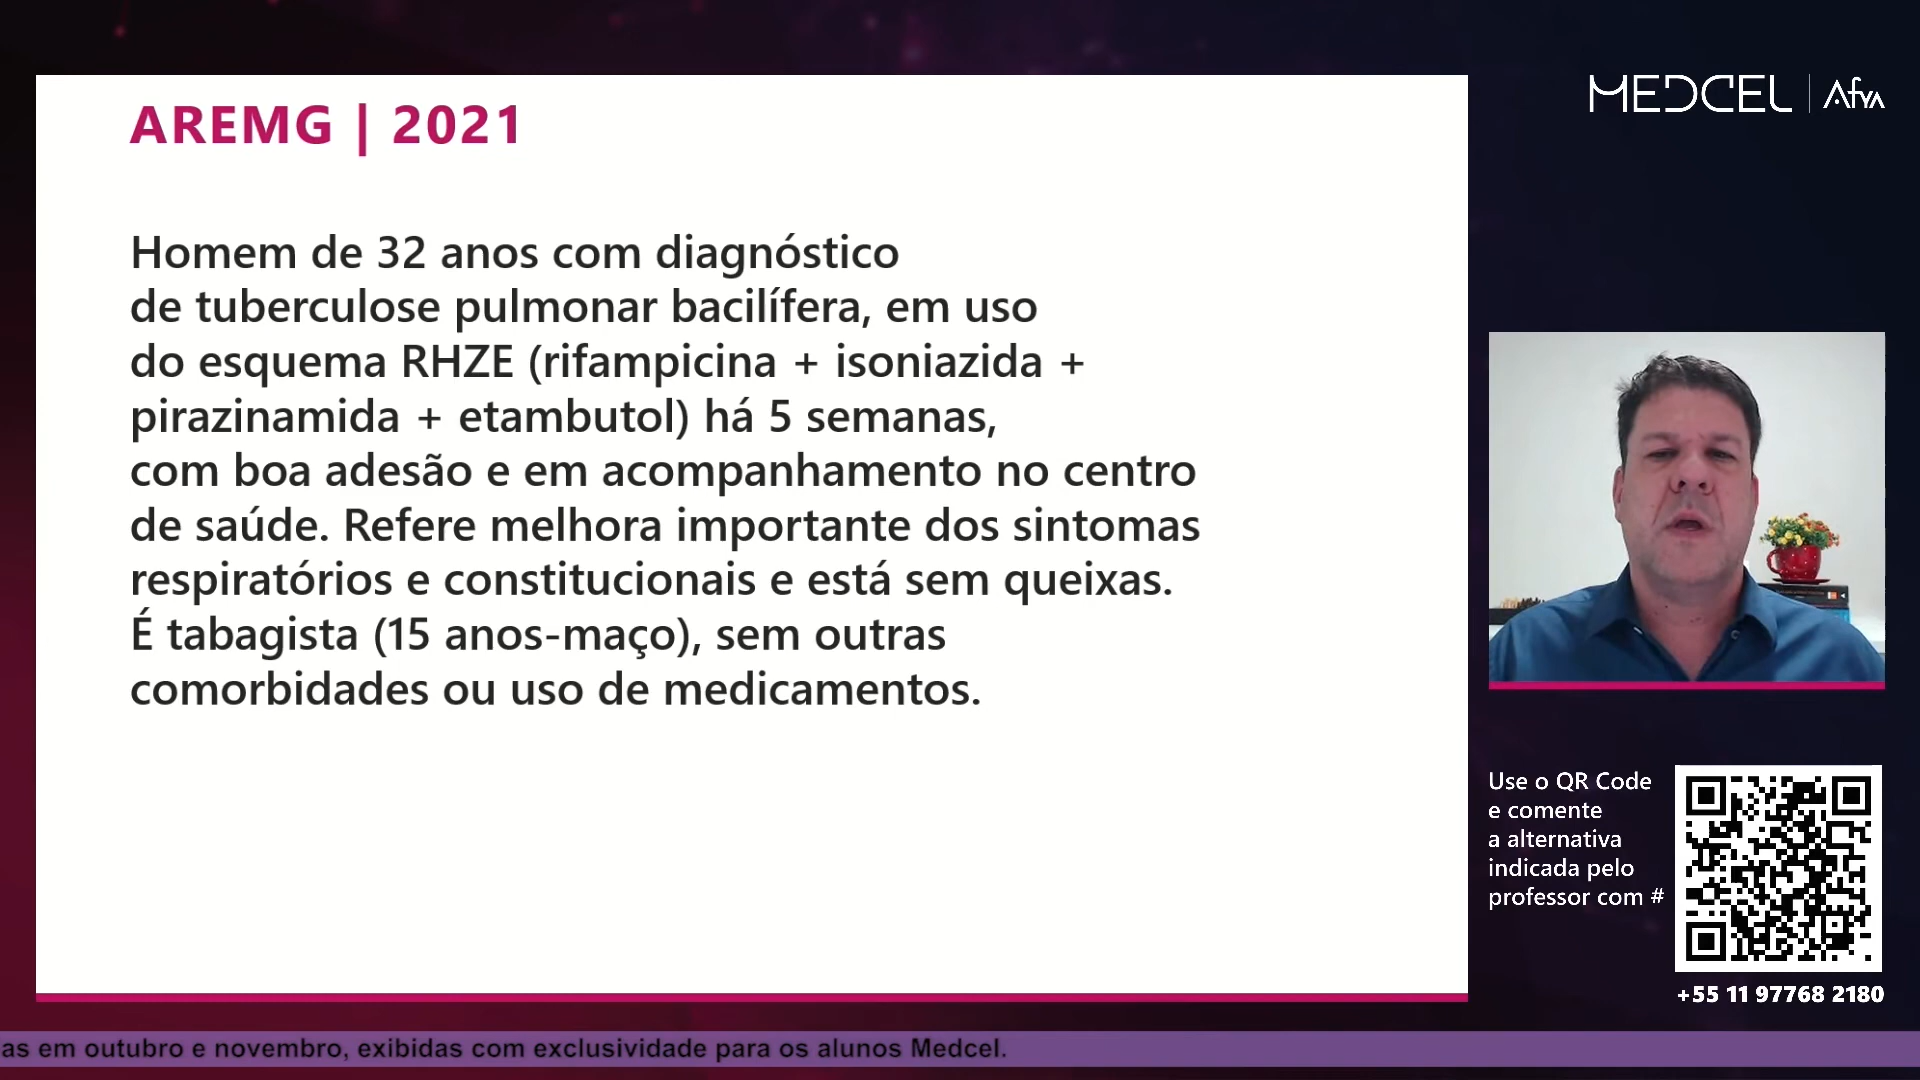 AREMG | 2021
Homem de 32 anos com diagnóstico
de tuberculose pulmonar bacilífera, em uso
do esquema RHZE (rifampicina + isoniazida +
pirazinamida + etambutol) há 5 semanas,
com boa adesão e em acompanhamento no centro
de saúde. Refere melhora importante dos sintomas
respiratórios e constitucionais e está sem queixas.
É tabagista (15 anos-maço), sem outras
comorbidades ou uso de medicamentos.
MEDCEL | Afya
Use o QR Code
e comente
a alternativa
indicada pelo
professor com #
+55 11 97768 2180
as em outubro e novembro, exibidas com exclusividade para os alunos Medcel.